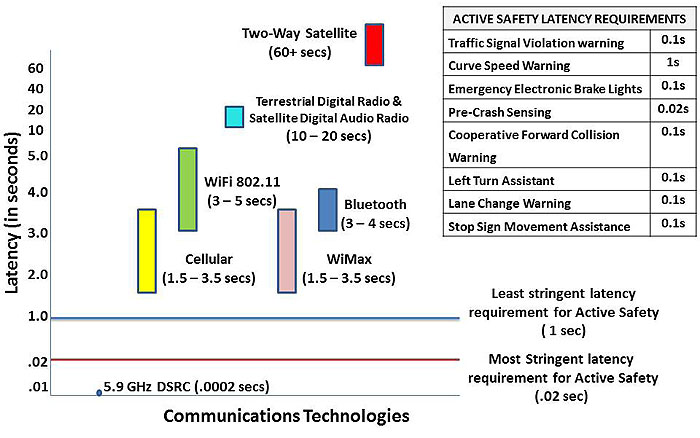 Two-Way Satellite
(60+ secs)
Terrestrial Digital Radio &
Satellite Digital Audio Radio
(10 – 20 secs)
WiFi 802.11
(3 – 5 secs)
Bluetooth
(3 – 4 secs)
Cellular
(1.5 – 3.5 secs)
WiMax
(1.5 – 3.5 secs)
Least stringent latency
requirement for Active Safety
( 1 sec)
Most Stringent latency
requirement for Active Safety
(.02 sec)
5.9 GHz DSRC (.0002 secs)
Latency (In seconds)
60
40
20
10
5.0
4.0
3.0
2.0
1.0
.02
.01
Communications Technologies
ACTIVE SAFETY LATENCY REQUIREMENTS
Traffic Signal Violation warning 0.1s
Curve Speed Warning 1s
Emergency Electronic Brake Lights 0.1s
Pre-Crash Sensing 0.02s
Cooperative Forward Collision 0.1s
Warning
Left Turn Assistant 0.1s
Lane Change Warning 0.1s
Stop Sign Movement Assistance 0.1s